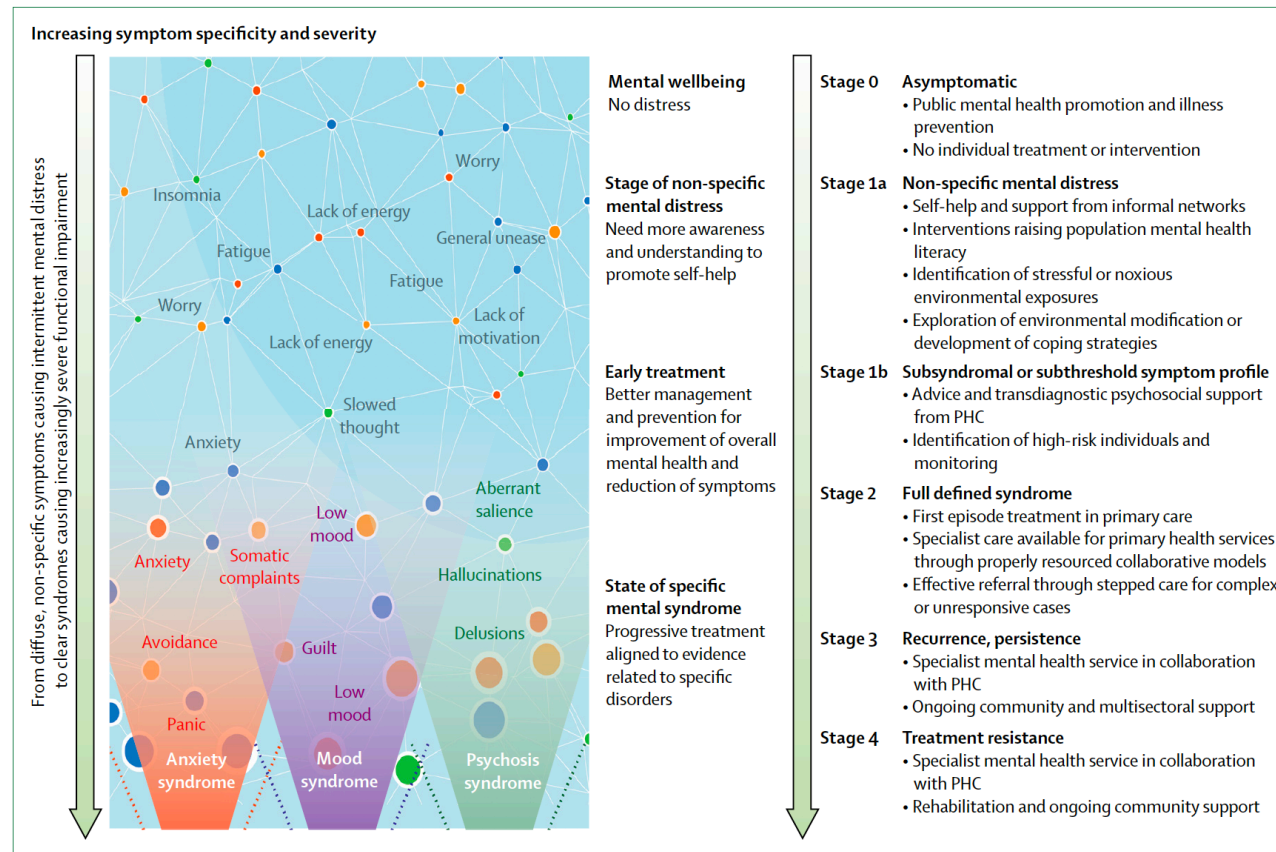 Increasing symptom specificity and severity
From diffuse, non-specific symptoms causing intermittent mental distress
to clear syndromes causing increasingly severe functional impairment
Worry
Insomnia
Lack of energy
General unease
Fatigue
Fatigue
Worry
Lack of
motivation
Lack of energy
Slowed
thought
Anxiety
Aberrant
salience
Low
mood
Anxiety
Somatic
complaints
Hallucinations
Avoidance
Guilt
Delusions
Low
mood
Panic
Anxiety
syndrome
Mood
syndrome
Psychosis
syndrome
Mental wellbeing
No distress
Stage of non-specific
mental distress
Need more awareness
and understanding to
promote self-help
Early treatment
Better management
and prevention for
improvement of overall
mental health and
reduction of symptoms
State of specific
mental syndrome
Progressive treatment
aligned to evidence
related to specific
disorders
Stage 0 Asymptomatic
• Public mental health promotion and illness
prevention
• No individual treatment or intervention
Stage 1a Non-specific mental distress
• Self-help and support from informal networks
• Interventions raising population mental health
literacy
• Identification of stressful or noxious
environmental exposures
• Exploration of environmental modification or
development of coping strategies
Stage 1b Subsyndromal or subthreshold symptom profile
• Advice and transdiagnostic psychosocial support
from PHC
• Identification of high-risk individuals and
monitoring
Stage 2 Full defined syndrome
• First episode treatment in primary care
• Specialist care available for primary health services
through properly resourced collaborative models
• Effective referral through stepped care for complex
or unresponsive cases
Stage 3 Recurrence, persistence
• Specialist mental health service in collaboration
with PHC
• Ongoing community and multisectoral support
Stage 4 Treatment resistance
• Specialist mental health service in collaboration
with PHC
• Rehabilitation and ongoing community support